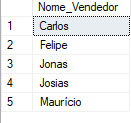 Nome_Vendedor
1 Carlos
2 Felipe
3 Jonas
4 Josias
5 Maurício